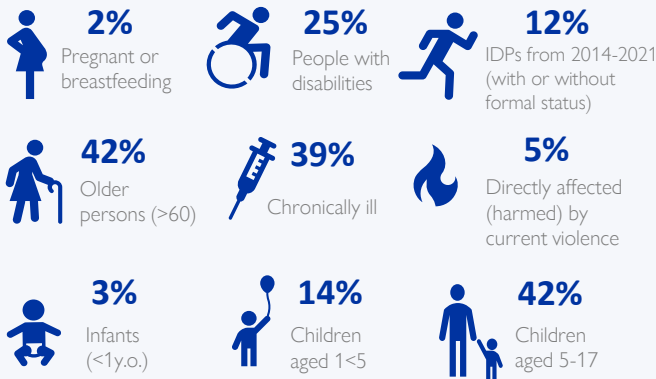 2%
Pregnant or
breastfeeding
25%
People with
disabilities
12%
IDPs from 2014-2021
(with or without
formal status)
42%
Older
persons (>60)
39%
Chronically ill
5%
Directly affected
(harmed) by
current violence
3%
Infants
(<1y.o.)
14%
Children
aged 1<5
42%
Children
aged 5-17